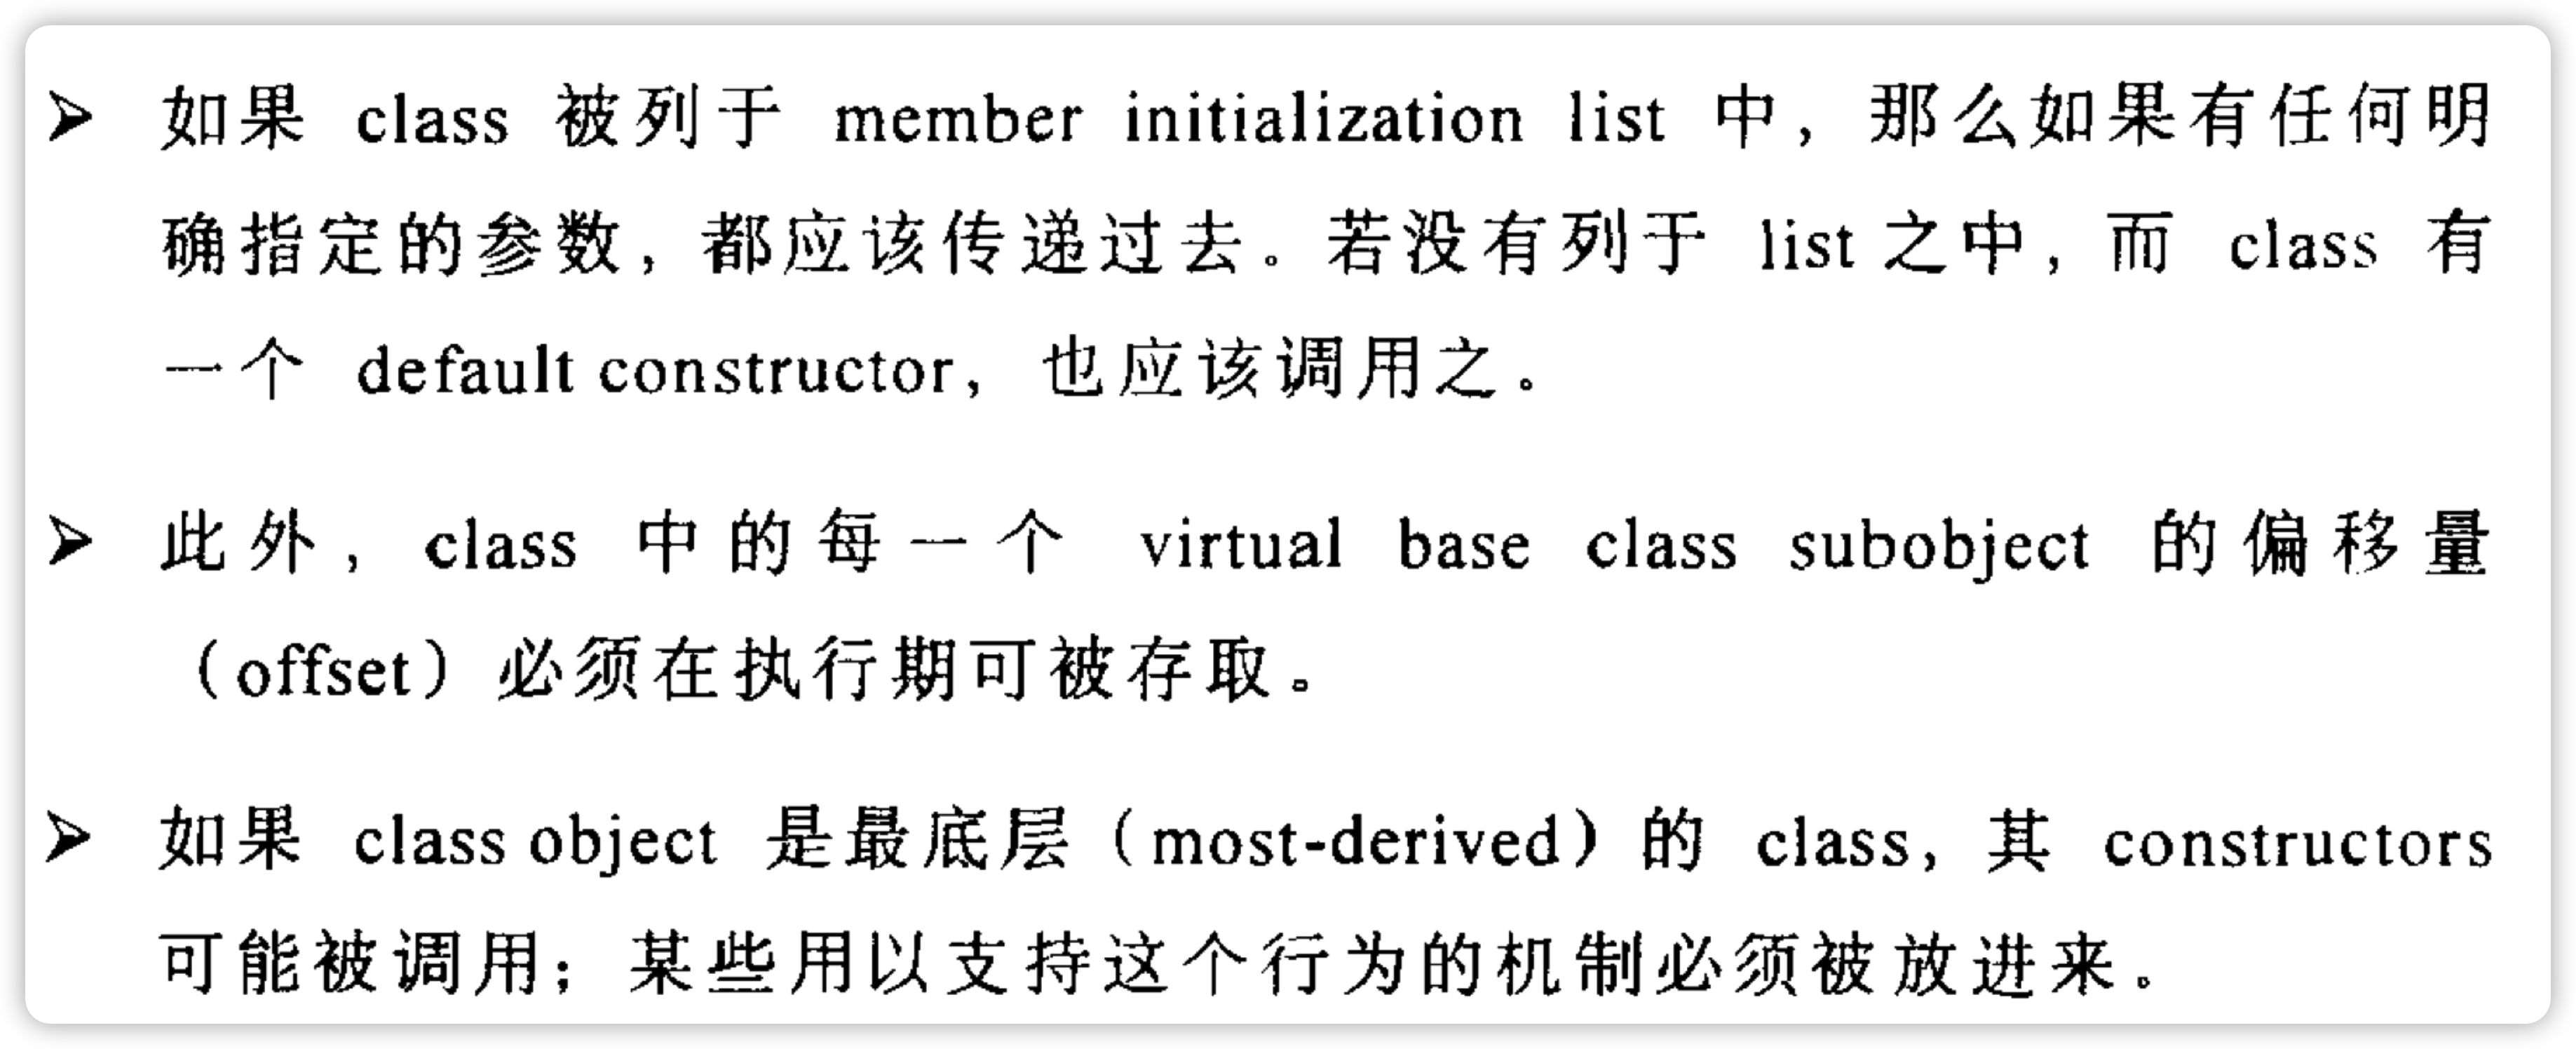 ➢ 如果 class 被列于 member initialization list 中，那么如果有任何明
确指定的参数，都应该传递过去。若没有列于 list 之中，而 class 有
一个 default constructor，也应该调用之。
➢ 此外，class 中的每一个 virtual base class subobject 的偏移量
（offset）必须在执行期可被存取。
➢ 如果 class object 是最底层（most-derived）的 class，其 constructors
可能被调用；某些用以支持这个行为的机制必须被放进来。